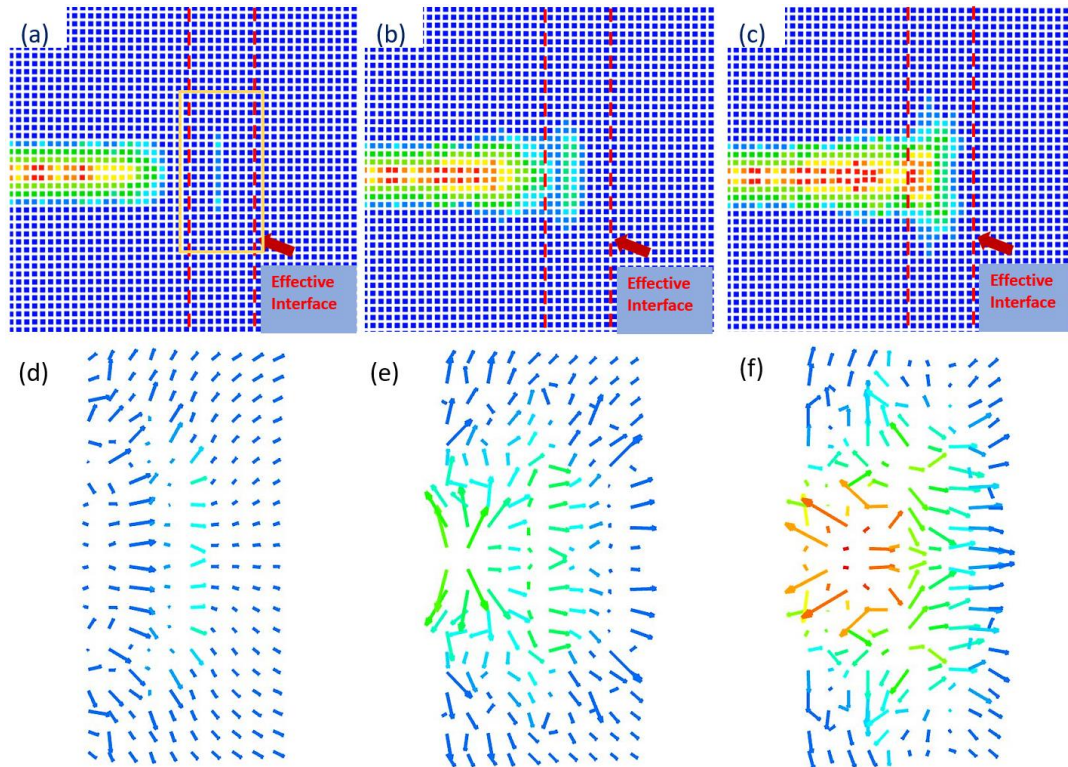 (a)
(b)
(c)
Effective
Interface
Effective
Interface
Effective
Interface
(d)
(e)
(f)